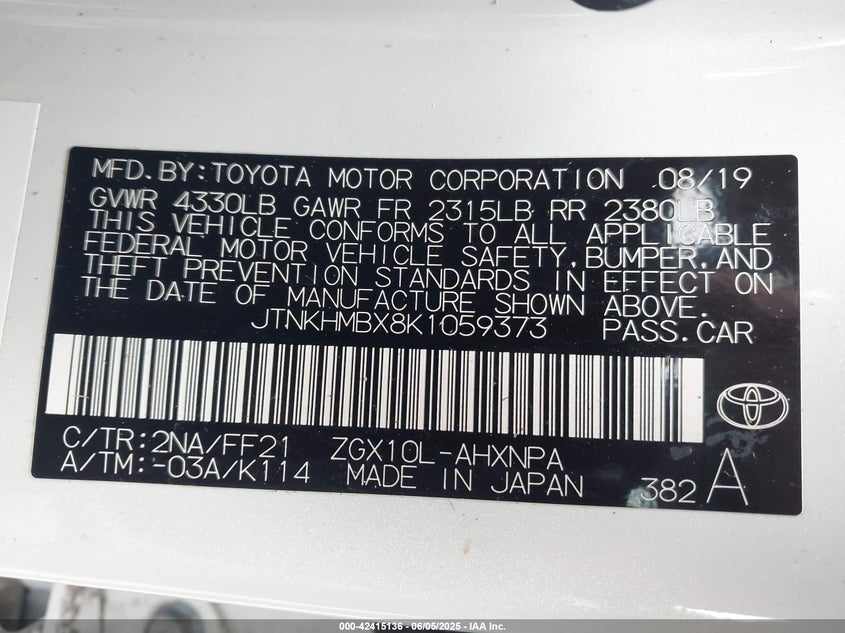 MFD.BY:TOYOTA MOTOR CORPORATION 08/19
GVWR 4330LB GAWR FR 2315LB RR 2380LB
THIS VEHICLE CONFORMS TO ALL APPLICABLE
FEDERAL MOTOR VEHICLE SAFETY,BUMPER,AND
THEFT PREVENTION STANDARDS IN EFFECT ON
THE DATE OF MANUFACTURE SHOWN ABOVE.
JTNKHMBX8K1059373 PASS.CAR
C/TR:2NA/FF21 ZGX10L-AHXNPA
A/TM:-03A/K114 MADE IN JAPAN 382 A
000-42415136 - 06/05/2025 - IAA Inc.